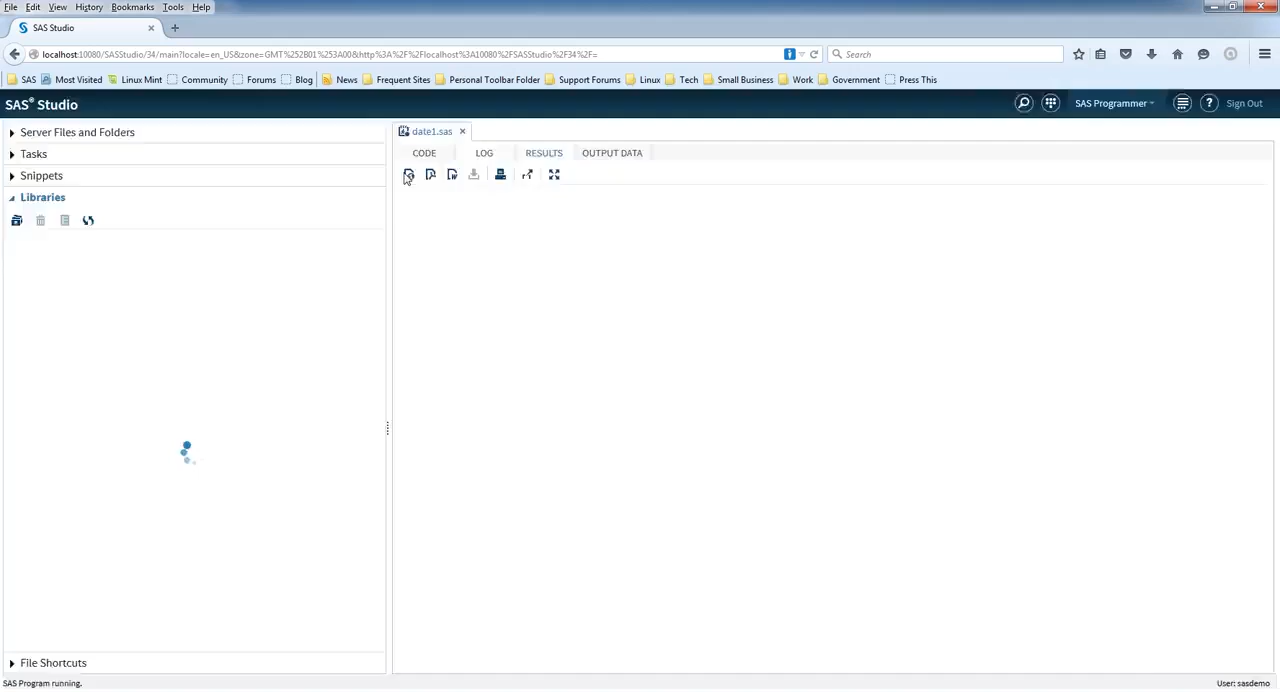 File Edit View History Bookmarks Tools Help
SAS Studio
localhost:10080/SASStudio/34/main?locale=en_US&zone=GMT%252B01%253A00&http%3A%2F%2Flocalhost%3A10080%2FSASStudio%2F34%2F=
Search
SAS Most Visited Linux Mint Community Forums Blog News Frequent Sites Personal Toolbar Folder Support Forums Linux Tech Small Business Work Government Press This
SAS® Studio
SAS Programmer
Sign Out
Server Files and Folders
Tasks
Snippets
Libraries
date1.sas
CODE LOG RESULTS OUTPUT DATA
File Shortcuts
SAS Program running.
User: sasdemo